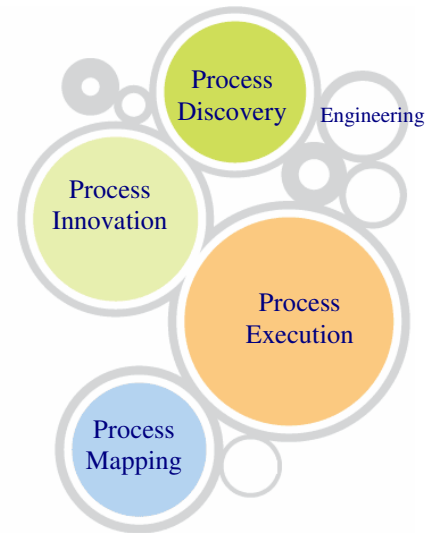 Process
Discovery
Engineering
Process
Innovation
Process
Execution
Process
Mapping